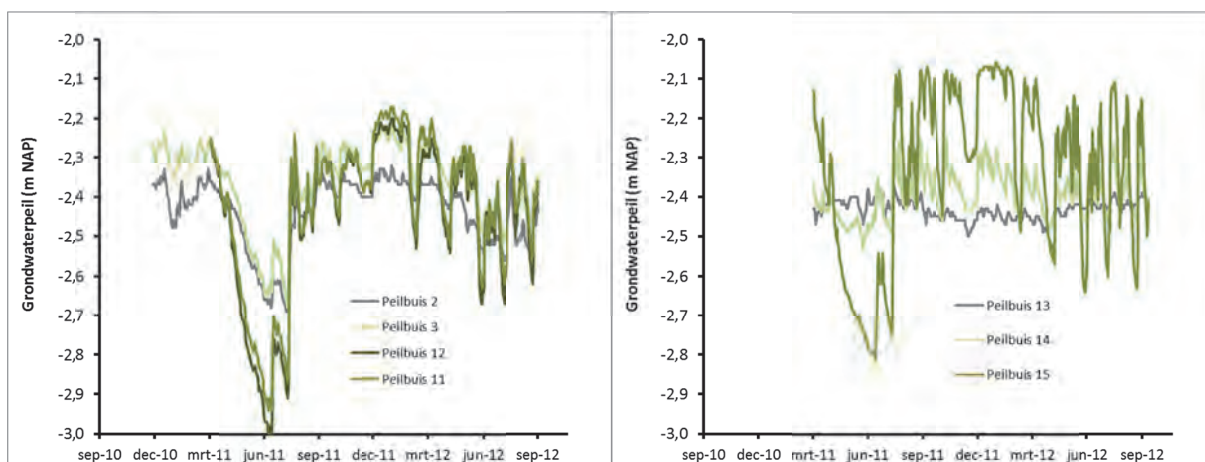 -2,0
-2,1
-2,2
-2,3
-2,4
-2,5
-2,6
-2,7
-2,8
-2,9
-3,0
Grondwaterpeil (m NAP)
Peilbuis 2
Peilbuis 3
Peilbuis 12
Peilbuis 11
sep-10 dec-10 mrt-11 jun-11 sep-11 dec-11 mrt-12 jun-12 sep-12
-2,0
-2,1
-2,2
-2,3
-2,4
-2,5
-2,6
-2,7
-2,8
-2,9
-3,0
Grondwaterpeil (m NAP)
Peilbuis 13
Peilbuis 14
Peilbuis 15
sep-10 dec-10 mrt-11 jun-11 sep-11 dec-11 mrt-12 jun-12 sep-12